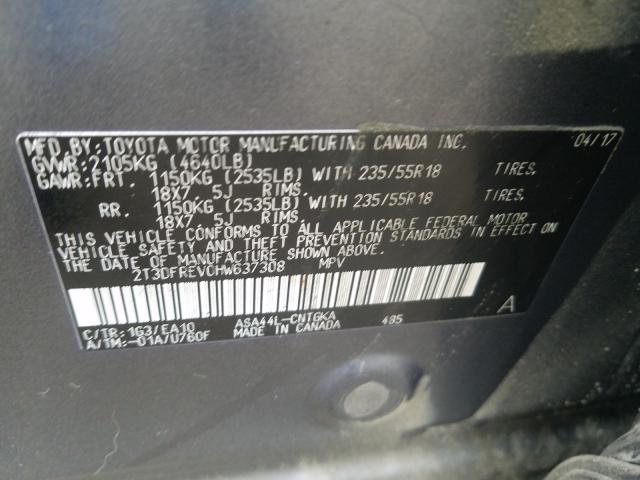 MFD.BY:TOYOTA MOTOR MANUFACTURING CANADA INC. 04/17
GVWR:2105KG (4640LB)
GAWR:FRT. 1150KG (2535LB) WITH 235/55R18 TIRES,
18X7 5J RIMS.
RR. 1150KG (2535LB) WITH 235/55R18 TIRES,
18X7 5J RIMS.
THIS VEHICLE CONFORMS TO ALL APPLICABLE FEDERAL MOTOR
VEHICLE SAFETY AND THEFT PREVENTION STANDARDS IN EFFECT ON
THE DATE OF MANUFACTURE SHOWN ABOVE.
2T3DFREVCHW637308 MPV
A
C/TR:1G3/EA10 ASA44L-CNTGKA 485
A/TM:-01A/U760F MADE IN CANADA